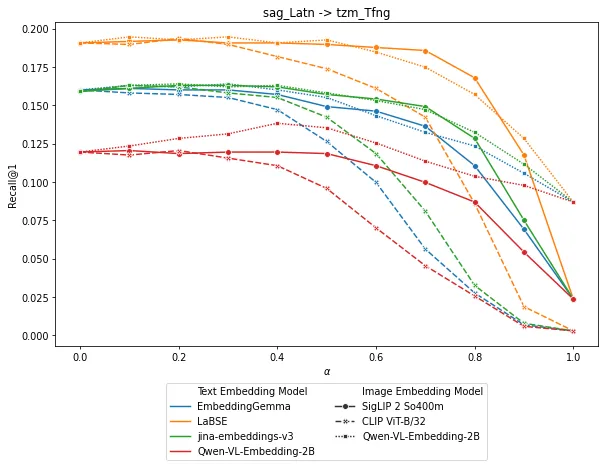 sag_Latn -> tzm_Tfng
Recall@1
0.200
0.175
0.150
0.125
0.100
0.075
0.050
0.025
0.000
0.0 0.2 0.4 0.6 0.8 1.0
α
Text Embedding Model
EmbeddingGemma
LaBSE
jina-embeddings-v3
Qwen-VL-Embedding-2B
Image Embedding Model
SigLIP 2 So400m
CLIP ViT-B/32
Qwen-VL-Embedding-2B